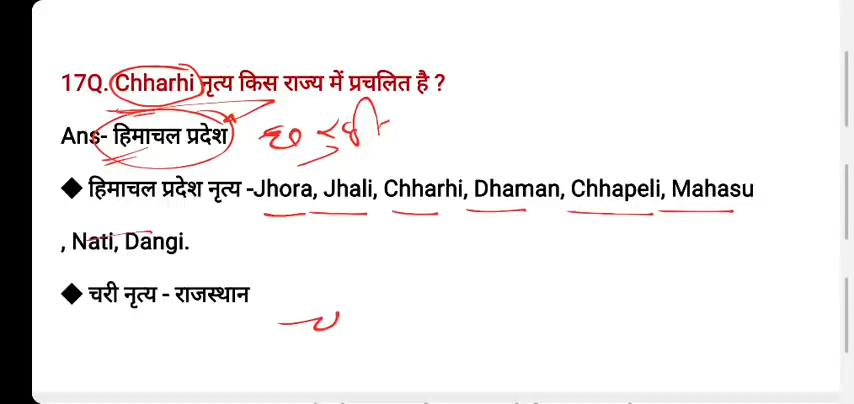 17Q. Chharhi नृत्य किस राज्य में प्रचलित है ?
Ans- हिमाचल प्रदेश
◆ हिमाचल प्रदेश नृत्य -Jhora, Jhali, Chharhi, Dhaman, Chhapeli, Mahasu
, Nati, Dangi.
◆ चरी नृत्य - राजस्थान